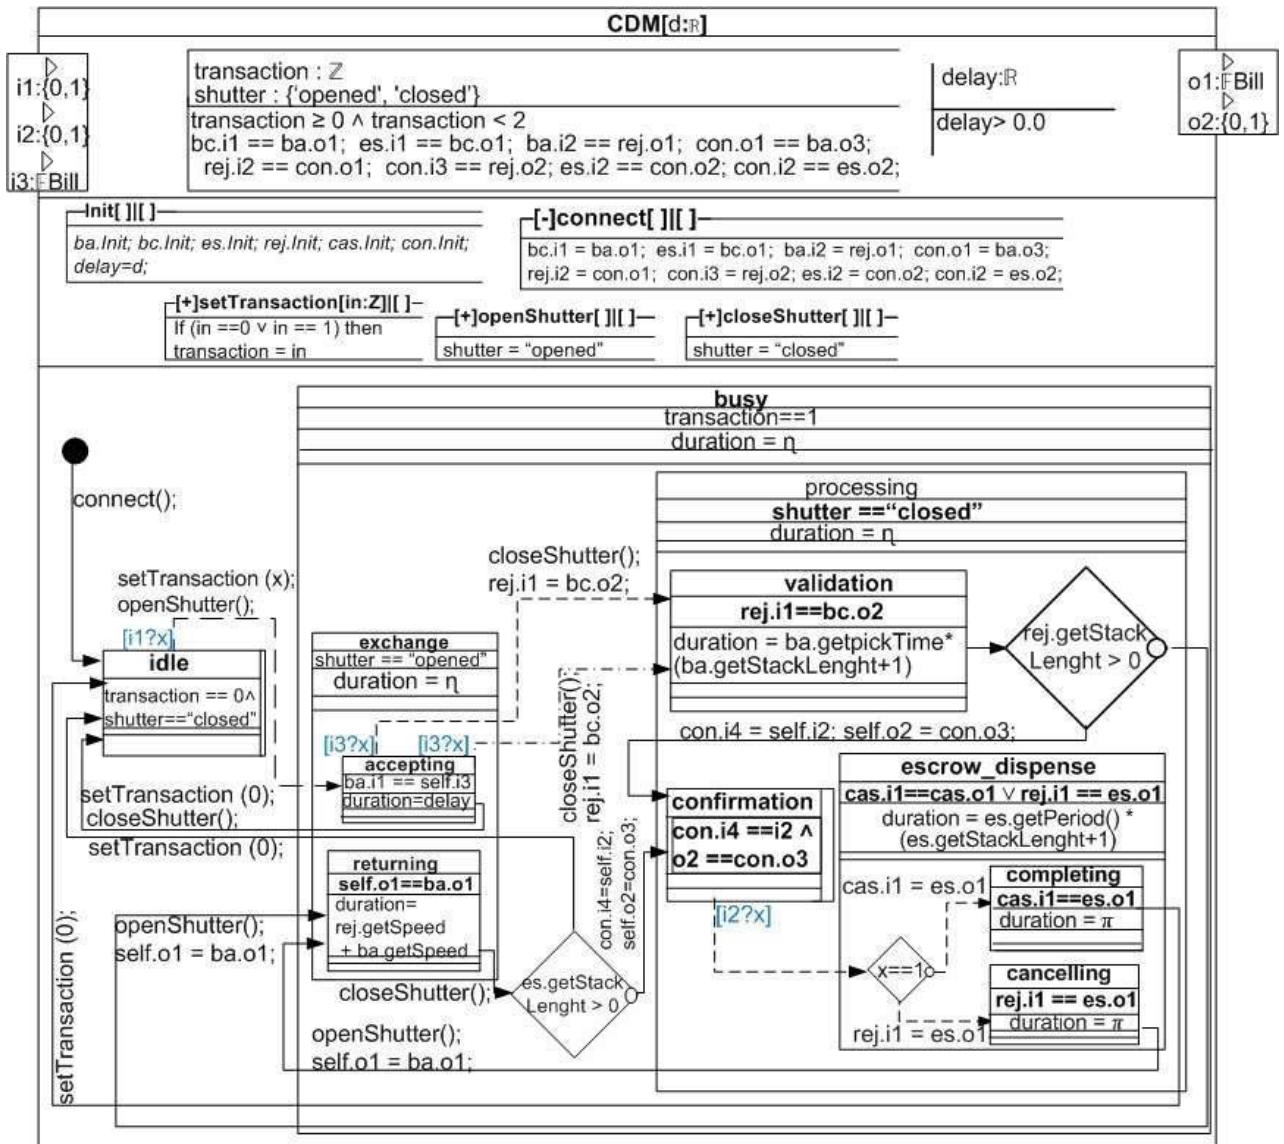 CDM[d:ℝ]
i1:{0,1}
i2:{0,1}
i3:𝔽Bill
transaction : ℤ
shutter : {‘opened’, 'closed’}
transaction ≥ 0 ∧ transaction < 2
bc.i1 == ba.o1; es.i1 == bc.o1; ba.i2 == rej.o1; con.o1 == ba.o3;
rej.i2 == con.o1; con.i3 == rej.o2; es.i2 == con.o2; con.i2 == es.o2;
delay:ℝ
delay> 0.0
o1:𝔽Bill
o2:{0,1}
Init[ ]|[ ]
ba.Init; bc.Init; es.Init; rej.Init; cas.Init; con.Init;
delay=d;
[-]connect[ ]|[ ]
bc.i1 = ba.o1; es.i1 = bc.o1; ba.i2 = rej.o1; con.o1 = ba.o3;
rej.i2 = con.o1; con.i3 = rej.o2; es.i2 = con.o2; con.i2 = es.o2;
[+]setTransaction[in:Z]|[ ]
If (in ==0 ∨ in == 1) then
transaction = in
[+]openShutter[ ]|[ ]
shutter = “opened”
[+]closeShutter[ ]|[ ]
shutter = “closed”
busy
transaction==1
duration = η
connect();
processing
shutter ==“closed”
duration = η
closeShutter();
rej.i1 = bc.o2;
setTransaction (x);
openShutter();
[i1?x]
idle
transaction == 0∧
shutter==“closed”
exchange
shutter == “opened”
duration = η
validation
rej.i1==bc.o2
duration = ba.getpickTime*
(ba.getStackLenght+1)
rej.getStack
Lenght > 0
[i3?x]
[i3?x]
accepting
ba.i1 == self.i3
duration=delay
closeShutter();
rej.i1 = bc.o2;
con.i4 = self.i2; self.o2 = con.o3;
setTransaction (0);
closeShutter();
setTransaction (0);
confirmation
con.i4 ==i2 ∧
o2 ==con.o3
[i2?x]
escrow_dispense
cas.i1==cas.o1 ∨ rej.i1 == es.o1
duration = es.getPeriod() *
(es.getStackLenght+1)
returning
self.o1==ba.o1
duration=
rej.getSpeed
+ ba.getSpeed
con.i4=self.i2;
self.o2=con.o3;
cas.i1 = es.o1
completing
cas.i1==es.o1
duration = π
x==1
cancelling
rej.i1 == es.o1
duration = π
rej.i1 = es.o1
setTransaction (0);
openShutter();
self.o1 = ba.o1;
closeShutter();
es.getStack
Lenght > 0
openShutter();
self.o1 = ba.o1;